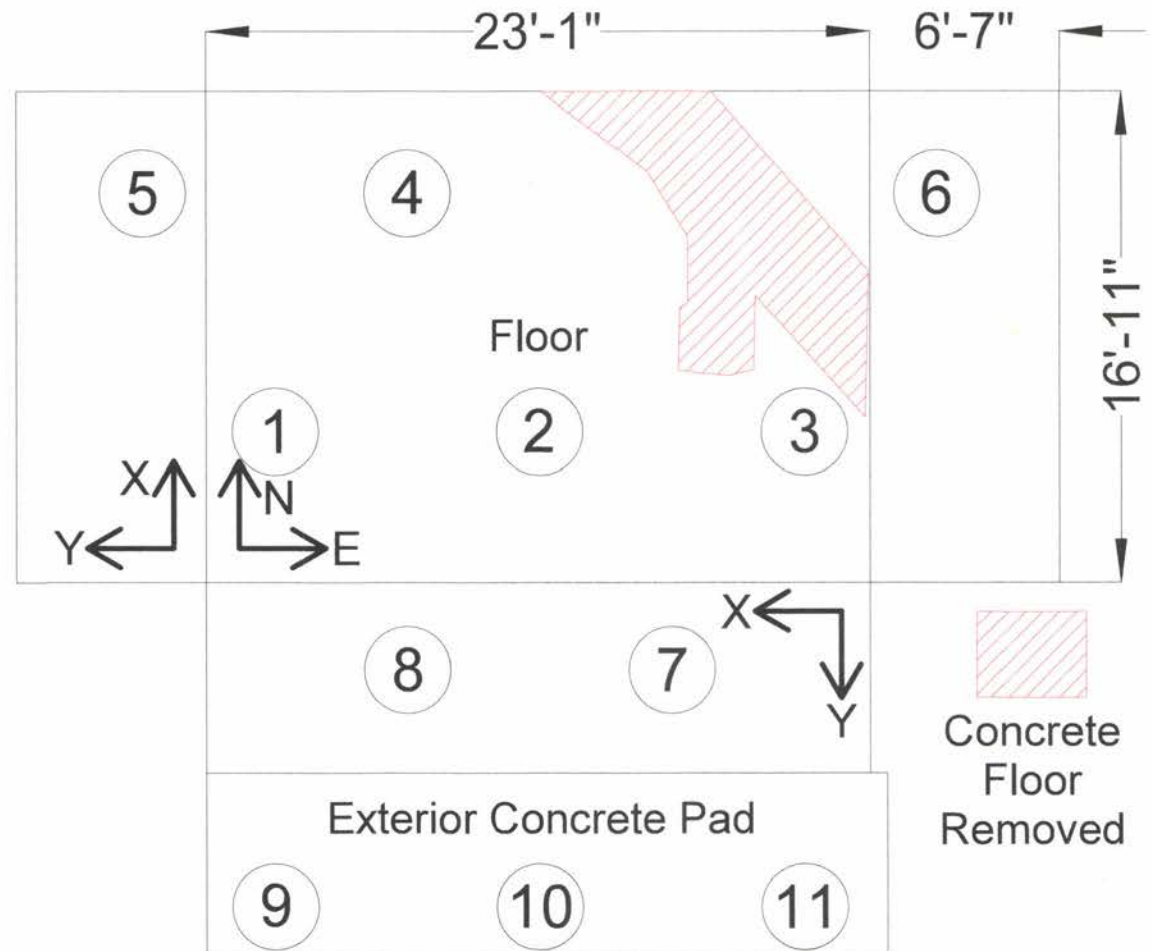 23'-1" 6'-7"
5 4 6
16'-11"
Floor
1 2 3
X N
Y E
X
8 7
Y
Concrete
Floor
Removed
Exterior Concrete Pad
9 10 11